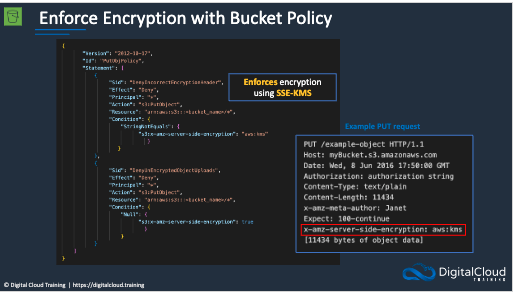 Enforce Encryption with Bucket Policy
{
"Version": "2012-10-17",
"Id": "PutObjPolicy",
"Statement": [
{
"Sid": "DenyIncorrectEncryptionHeader",
"Effect": "Deny",
"Principal": "*",
"Action": "s3:PutObject",
"Resource": "arn:aws:s3:::<bucket_name>/*",
"Condition": {
"StringNotEquals": {
"s3:x-amz-server-side-encryption": "aws:kms"
}
}
},
{
"Sid": "DenyUnEncryptedObjectUploads",
"Effect": "Deny",
"Principal": "*",
"Action": "s3:PutObject",
"Resource": "arn:aws:s3:::<bucket_name>/*",
"Condition": {
"Null": {
"s3:x-amz-server-side-encryption": true
}
}
}
]
}
Enforces encryption
using SSE-KMS
Example PUT request
PUT /example-object HTTP/1.1
Host: myBucket.s3.amazonaws.com
Date: Wed, 8 Jun 2016 17:50:00 GMT
Authorization: authorization string
Content-Type: text/plain
Content-Length: 11434
x-amz-meta-author: Janet
Expect: 100-continue
x-amz-server-side-encryption: aws:kms
[11434 bytes of object data]
© Digital Cloud Training | https://digitalcloud.training
DigitalCloud
TRAINING